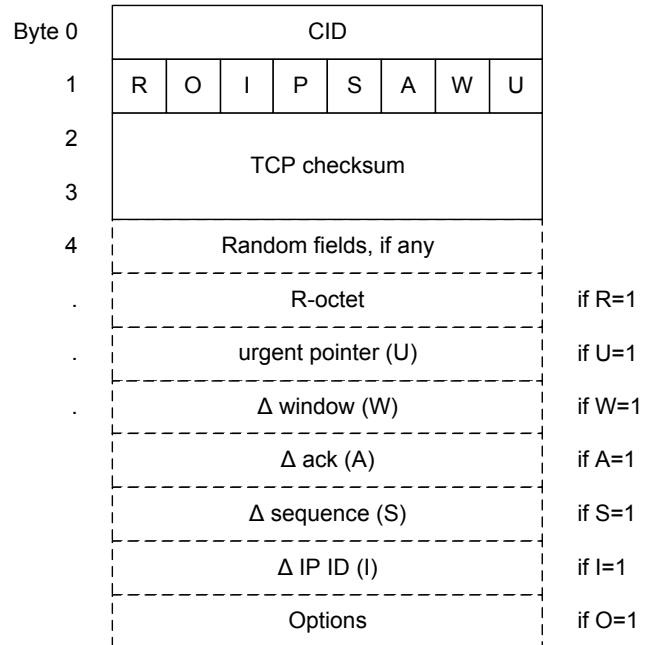 Byte 0 CID
1 R O I P S A W U
2
TCP checksum
3
4 Random fields, if any
. R-octet if R=1
. urgent pointer (U) if U=1
. Δ window (W) if W=1
Δ ack (A) if A=1
Δ sequence (S) if S=1
Δ IP ID (I) if I=1
Options if O=1